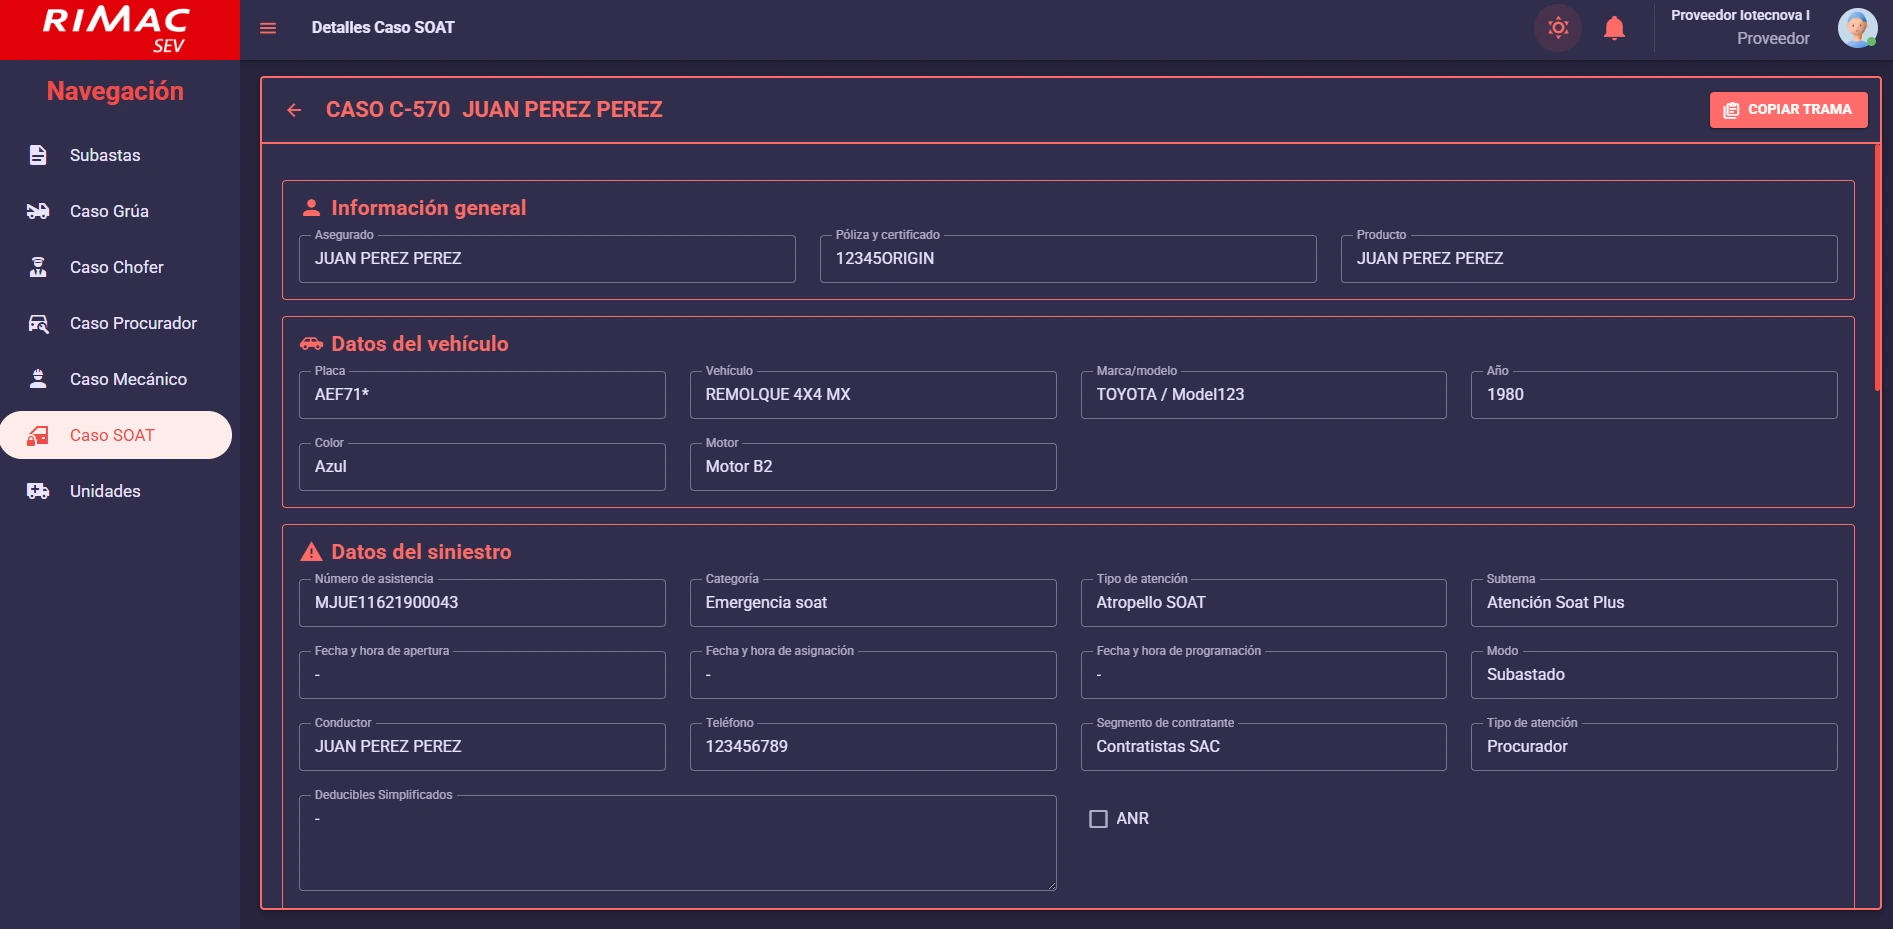 RIMAC
SEV
Detalles Caso SOAT
Proveedor Iotecnova I
Proveedor
Navegación
Subastas
Caso Grúa
Caso Chofer
Caso Procurador
Caso Mecánico
Caso SOAT
Unidades
CASO C-570 JUAN PEREZ PEREZ
COPIAR TRAMA
Información general
Asegurado
JUAN PEREZ PEREZ
Póliza y certificado
12345ORIGIN
Producto
JUAN PEREZ PEREZ
Datos del vehículo
Placa
AEF71*
Vehículo
REMOLQUE 4X4 MX
Marca/modelo
TOYOTA / Model123
Año
1980
Color
Azul
Motor
Motor B2
Datos del siniestro
Número de asistencia
MJUE11621900043
Categoría
Emergencia soat
Tipo de atención
Atropello SOAT
Subtema
Atención Soat Plus
Fecha y hora de apertura
-
Fecha y hora de asignación
-
Fecha y hora de programación
-
Modo
Subastado
Conductor
JUAN PEREZ PEREZ
Teléfono
123456789
Segmento de contratante
Contratistas SAC
Tipo de atención
Procurador
Deducibles Simplificados
-
ANR